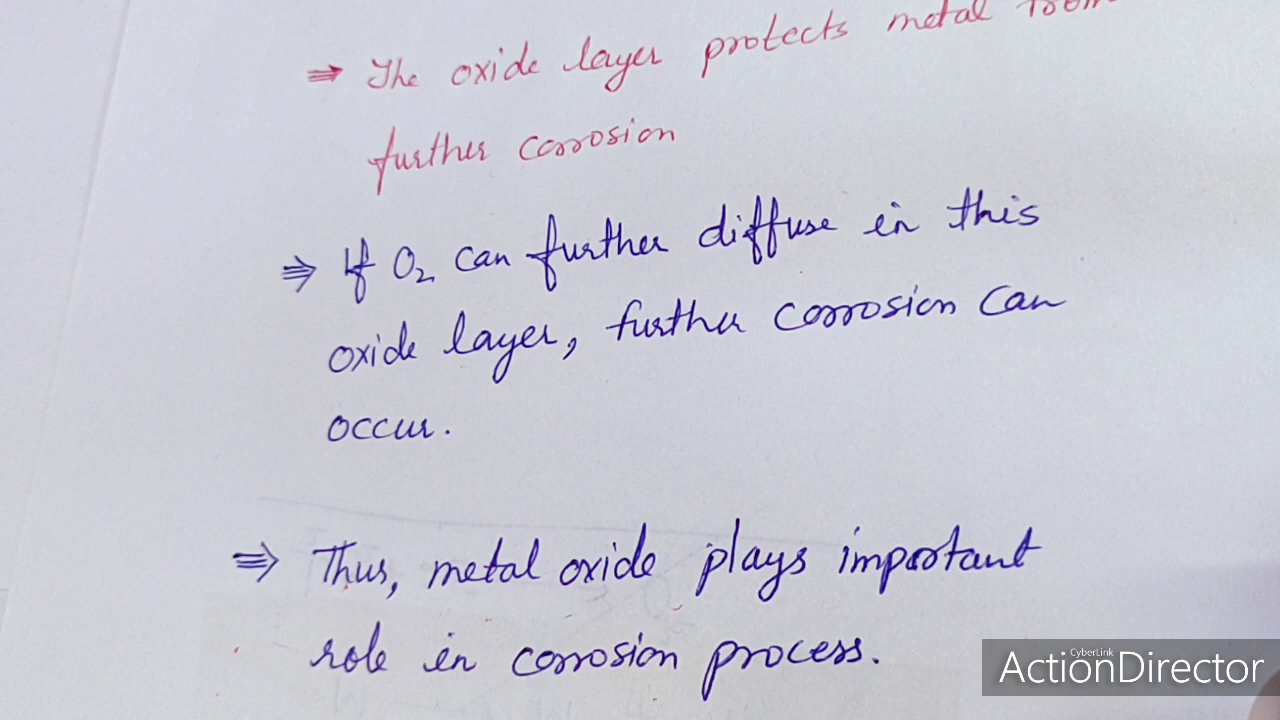 ⇒ The oxide layer protects metal from
further corrosion
⇒ If O₂ can further diffuse in this
oxide layer, further corrosion can
occur.
⇒ Thus, metal oxide plays important
role in corrosion process.
CyberLink
ActionDirector